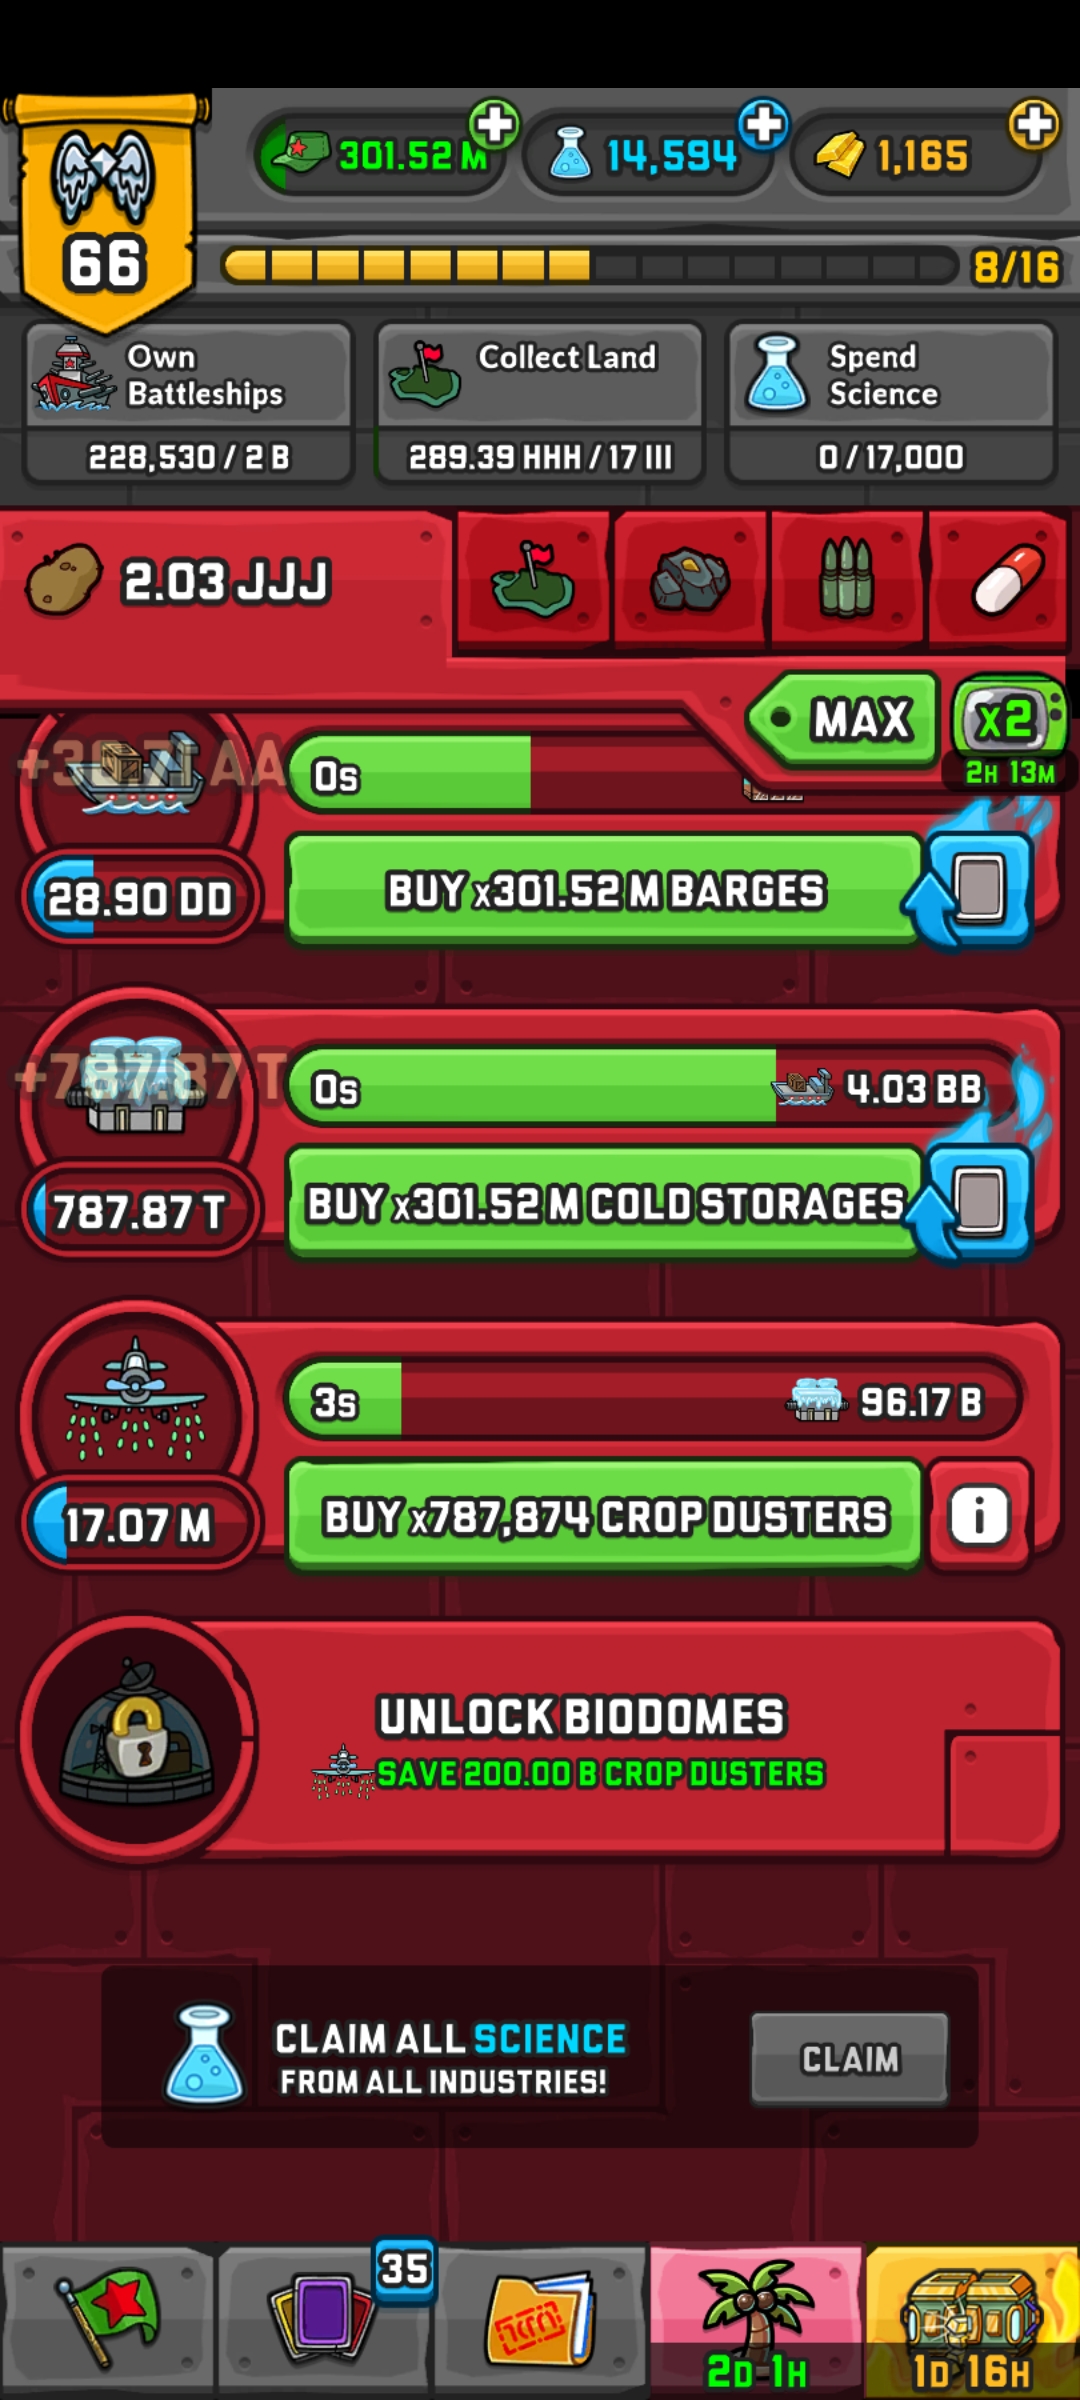 301.52 M
14,594
1,165
66
8/16
Own
Battleships
228,530 / 2 B
Collect Land
289.39 HHH / 17 III
Spend
Science
0 / 17,000
2.03 JJJ
MAX
x2
2H 13M
0s
28.90 DD
BUY x301.52 M BARGES
+787.87 T
0s
4.03 BB
787.87 T
BUY x301.52 M COLD STORAGES
3s
96.17 B
17.07 M
BUY x787,874 CROP DUSTERS
i
UNLOCK BIODOMES
SAVE 200.00 B CROP DUSTERS
CLAIM ALL SCIENCE
FROM ALL INDUSTRIES!
CLAIM
35
2D 1H
1D 16H